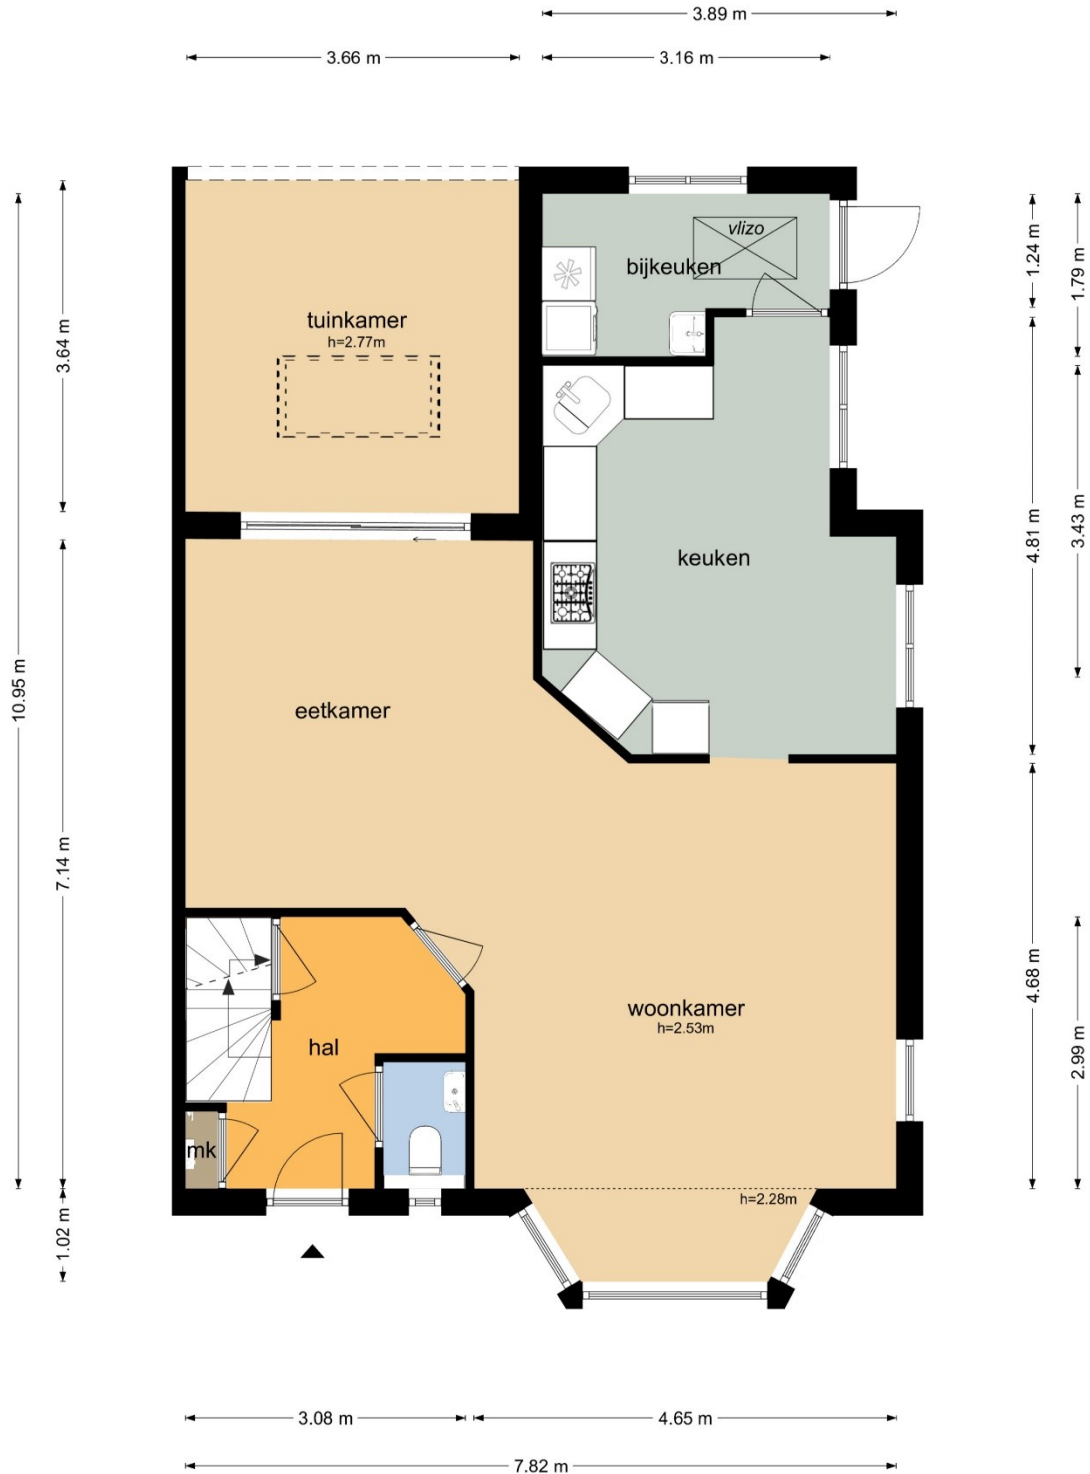 3.89 m
3.66 m
3.16 m
vlizo
bijkeuken
tuinkamer
h=2.77m
1.24 m
1.79 m
3.64 m
3.43 m
4.81 m
keuken
10.95 m
eetkamer
7.14 m
woonkamer
h=2.53m
4.68 m
2.99 m
hal
mk
h=2.28m
1.02 m
3.08 m
4.65 m
7.82 m